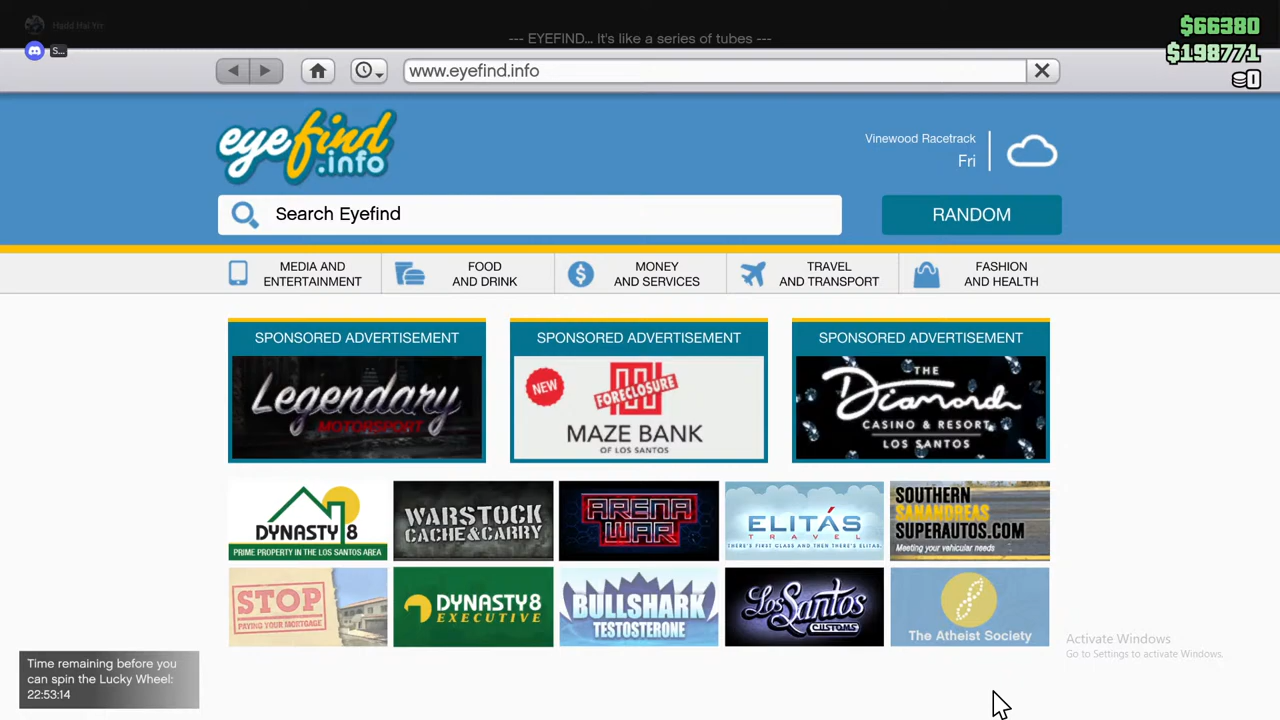 Hadd Hai Yrr
S...
--- EYEFIND... It's like a series of tubes ---
$66380
$198771
0
www.eyefind.info
eyefind
.info
Vinewood Racetrack
Fri
Search Eyefind
RANDOM
MEDIA AND
ENTERTAINMENT
FOOD
AND DRINK
MONEY
AND SERVICES
TRAVEL
AND TRANSPORT
FASHION
AND HEALTH
SPONSORED ADVERTISEMENT
Legendary
MOTORSPORT
SPONSORED ADVERTISEMENT
NEW
FORECLOSURE
MAZE BANK
OF LOS SANTOS
SPONSORED ADVERTISEMENT
THE
Diamond
CASINO & RESORT
LOS SANTOS
DYNASTY 8
PRIME PROPERTY IN THE LOS SANTOS AREA
WARSTOCK
CACHE&CARRY
ARENA
WAR
ELITÁS
TRAVEL
THERE'S FIRST CLASS AND THEN THERE'S ELITAS.
SOUTHERN
SANANDREAS
SUPERAUTOS.COM
Meeting your vehicular needs
STOP
PAYING YOUR MORTGAGE
DYNASTY8
EXECUTIVE
BULLSHARK
TESTOSTERONE
Los Santos
CUSTOMS
The Atheist Society
Activate Windows
Go to Settings to activate Windows.
Time remaining before you
can spin the Lucky Wheel:
22:53:14